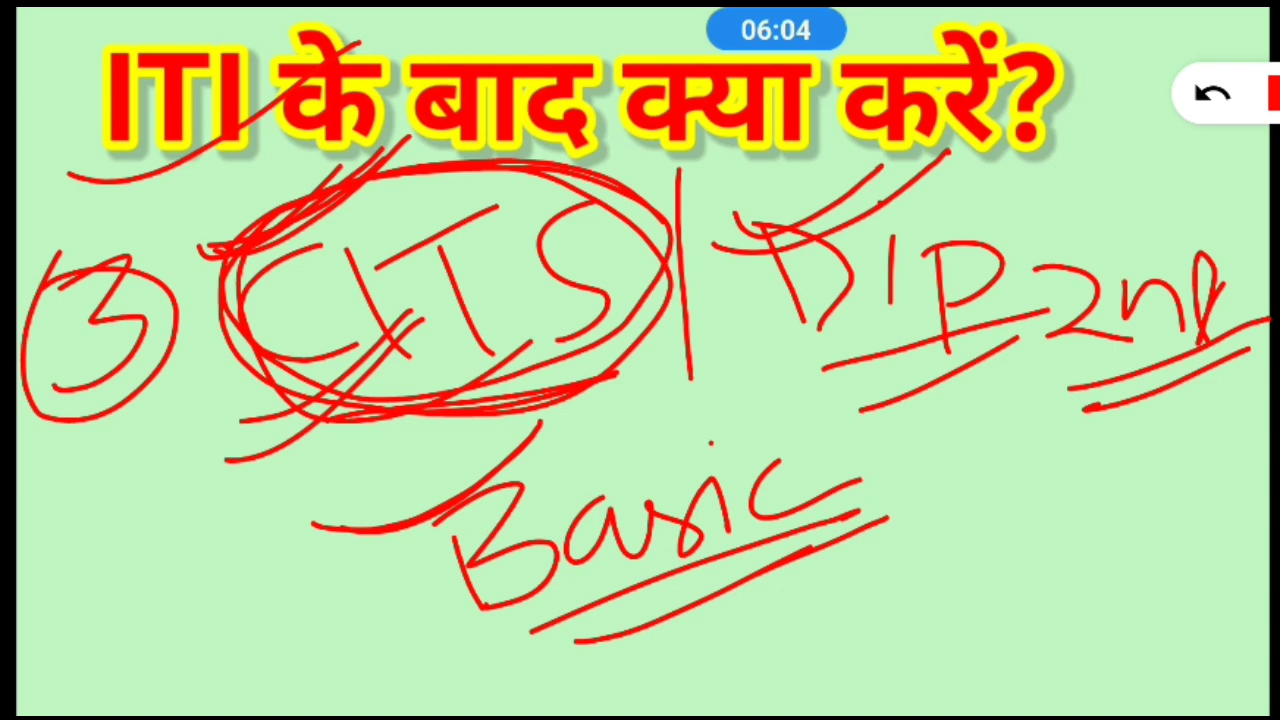 06:04
ITI के बाद क्या करें?
3 CITS | Dip 2nd
Basic